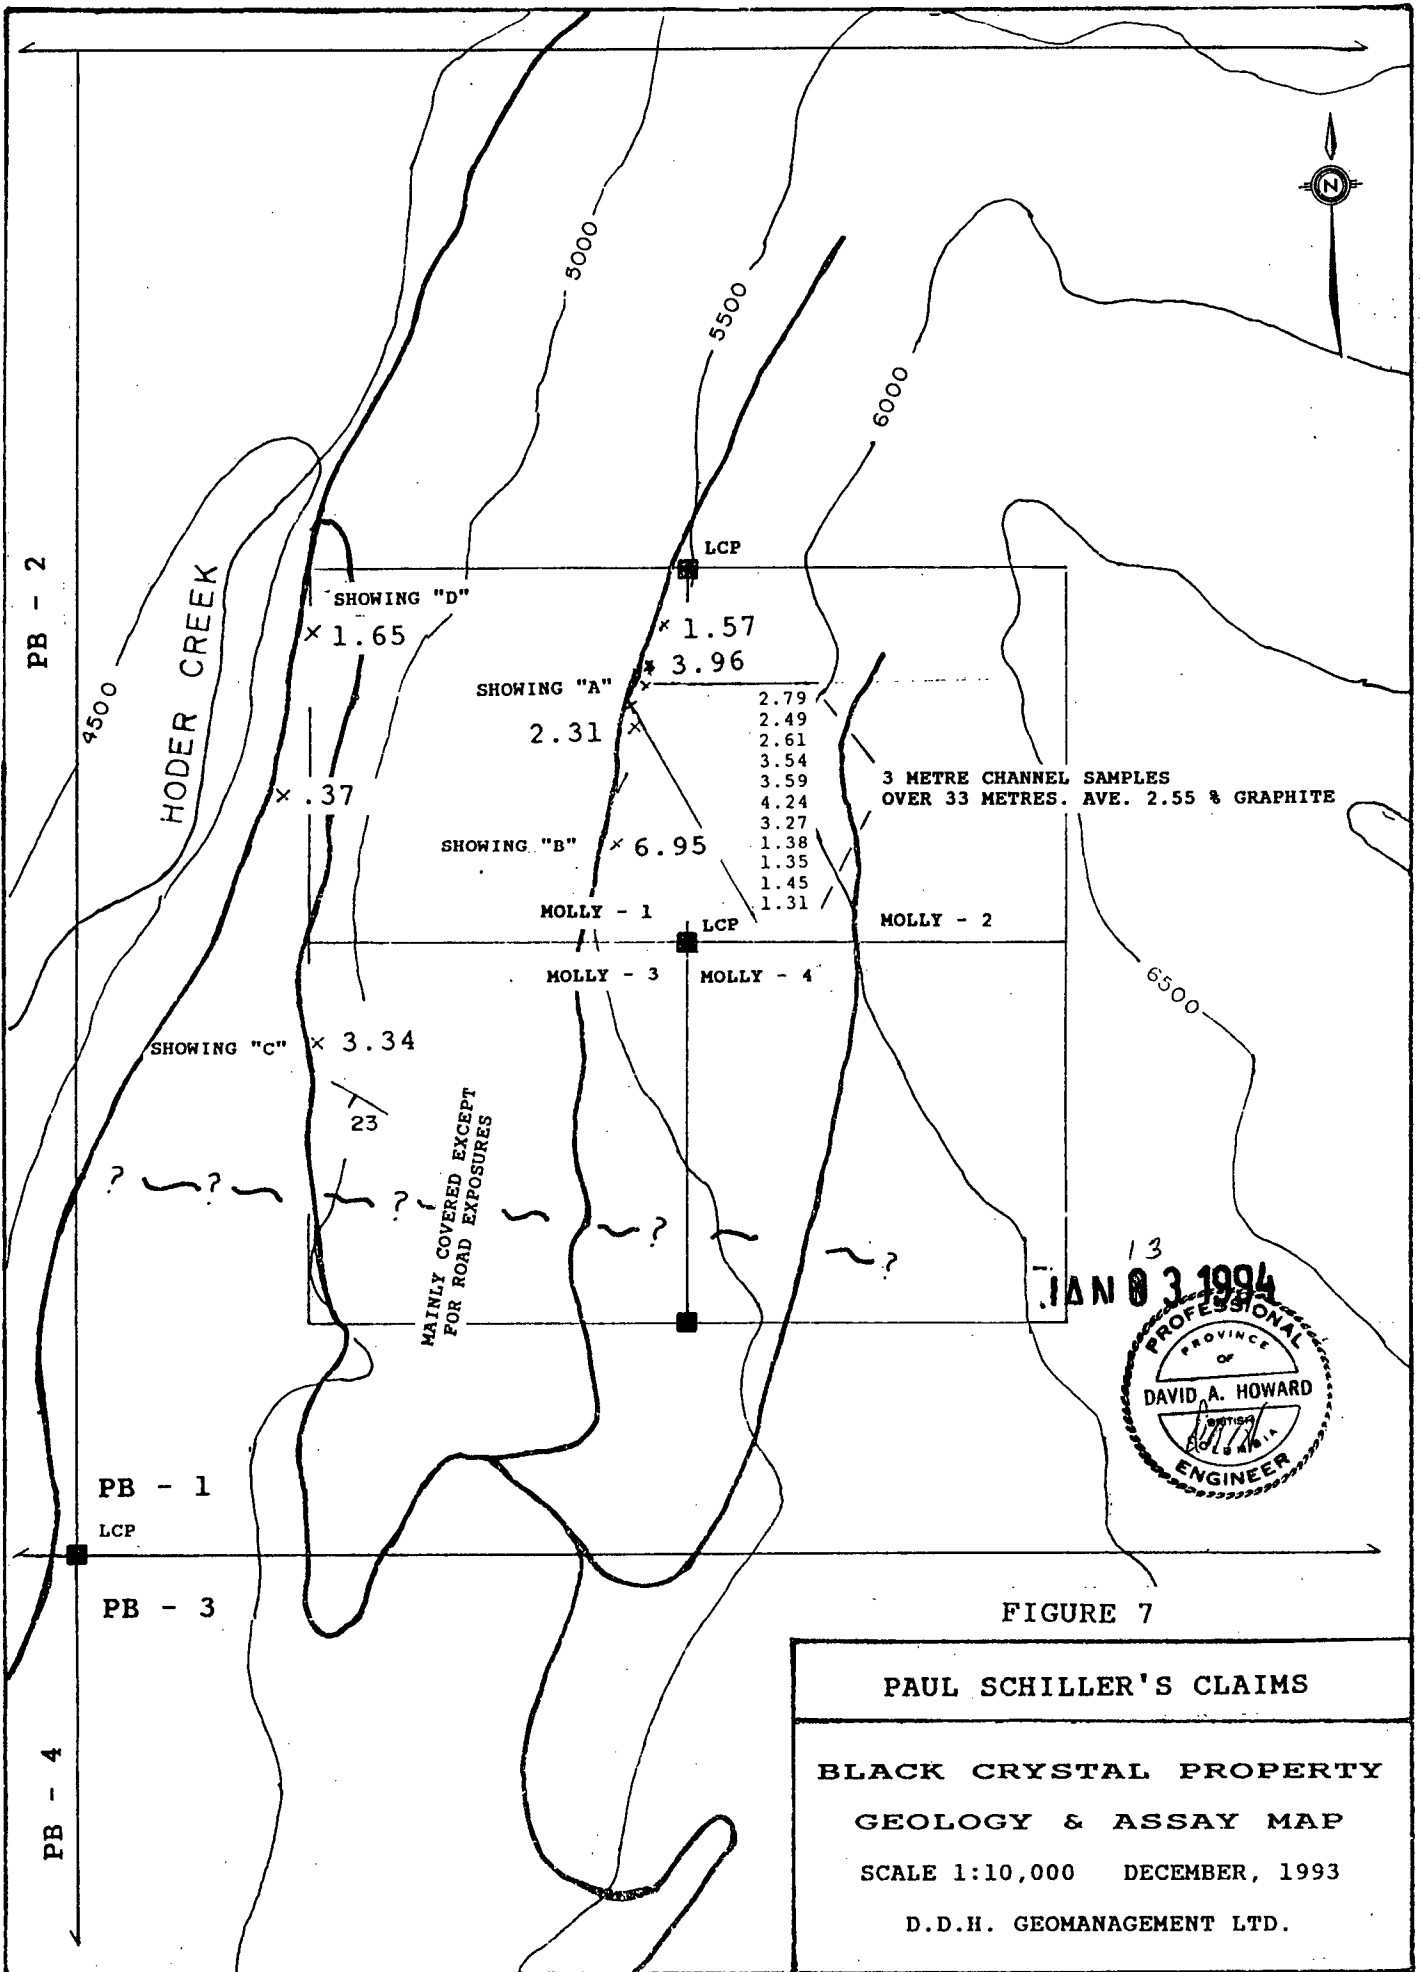 N
5000
5500
6000
PB - 2
HODER CREEK
4500
LCP
SHOWING "D"
× 1.65
× 1.57
3.96
SHOWING "A"
2.31
2.79
2.49
2.61
3.54
3.59
4.24
3.27
1.38
1.35
1.45
1.31
3 METRE CHANNEL SAMPLES
OVER 33 METRES. AVE. 2.55 % GRAPHITE
× .37
SHOWING "B" × 6.95
MOLLY - 1
LCP
MOLLY - 2
MOLLY - 3
MOLLY - 4
6500
SHOWING "C" × 3.34
23
MAINLY COVERED EXCEPT
FOR ROAD EXPOSURES
? ? ? ? ?
13
JAN 03 1994
PROFESSIONAL
PROVINCE
OF
DAVID A. HOWARD
BRITISH
COLUMBIA
ENGINEER
PB - 1
LCP
PB - 3
PB - 4
FIGURE 7
PAUL SCHILLER'S CLAIMS
BLACK CRYSTAL PROPERTY
GEOLOGY & ASSAY MAP
SCALE 1:10,000 DECEMBER, 1993
D.D.H. GEOMANAGEMENT LTD.